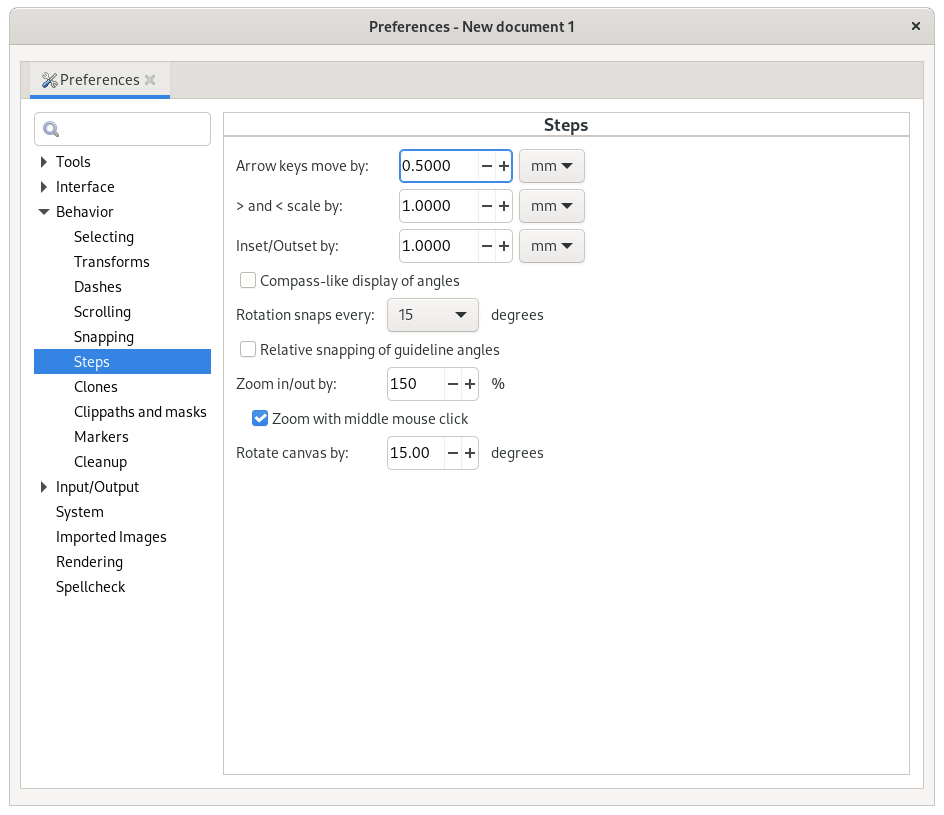 Preferences - New document 1
Preferences
Steps
Tools
Interface
Behavior
Selecting
Transforms
Dashes
Scrolling
Snapping
Steps
Clones
Clippaths and masks
Markers
Cleanup
Input/Output
System
Imported Images
Rendering
Spellcheck
Arrow keys move by: 0.5000 mm
> and < scale by: 1.0000 mm
Inset/Outset by: 1.0000 mm
Compass-like display of angles
Rotation snaps every: 15 degrees
Relative snapping of guideline angles
Zoom in/out by: 150 %
Zoom with middle mouse click
Rotate canvas by: 15.00 degrees